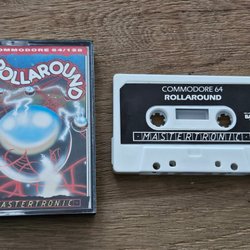 COMMODORE 64/128
ROLLAROUND
MASTERTRONIC
COMMODORE 64
ROLLAROUND
MASTERTRONIC